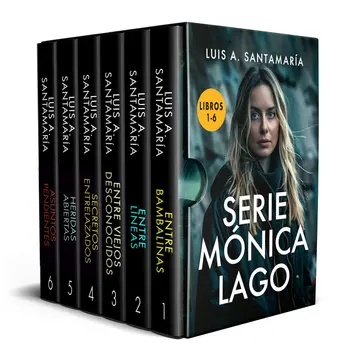 LUIS A. SANTAMARÍA
LIBROS
1-6
SERIE
MÓNICA
LAGO
LUIS A.
SANTAMARÍA
ASUNTOS
PENDIENTES
6
LUIS A.
SANTAMARÍA
HERIDAS
ABIERTAS
5
LUIS A.
SANTAMARÍA
SECRETOS
ENTRELAZADOS
4
LUIS A.
SANTAMARÍA
ENTRE VIEJOS
DESCONOCIDOS
3
LUIS A.
SANTAMARÍA
ENTRE
LÍNEAS
2
LUIS A.
SANTAMARÍA
ENTRE
BAMBALINAS
1